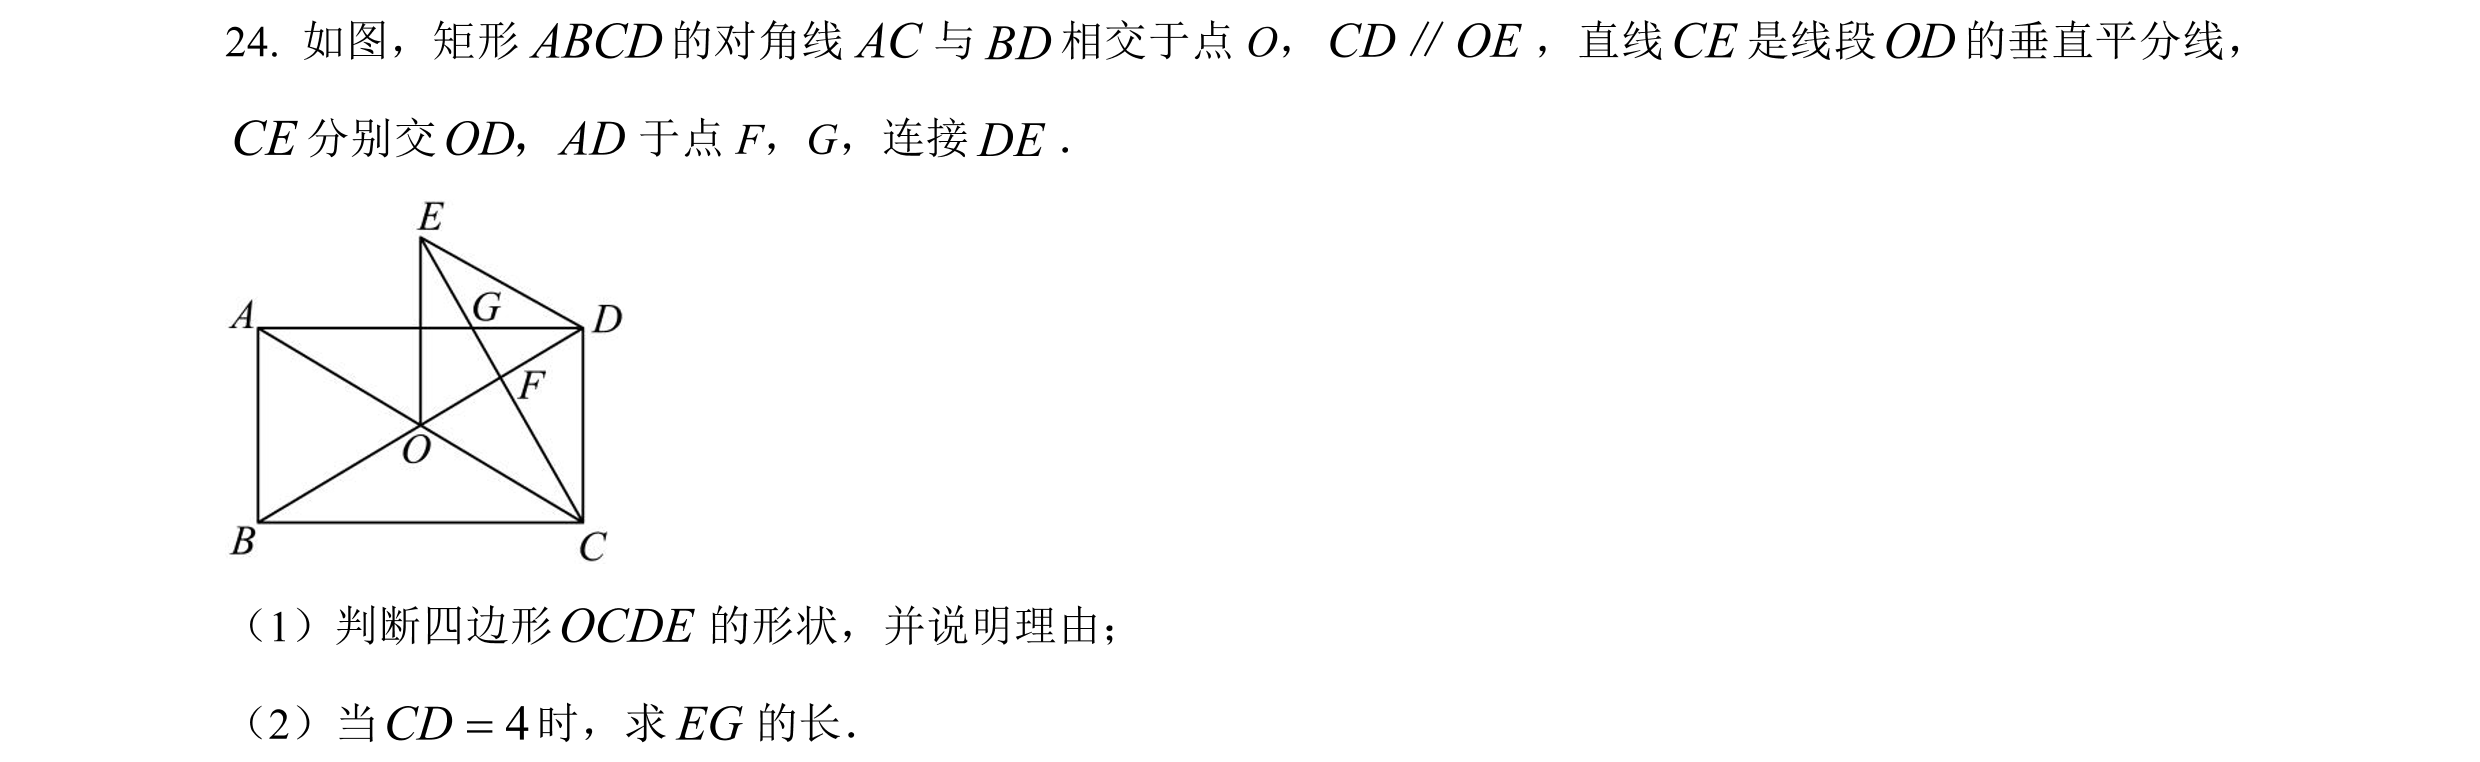 24. 如图，矩形 ABCD 的对角线 AC 与 BD 相交于点 O，CD∥OE，直线 CE 是线段 OD 的垂直平分线，
CE 分别交 OD，AD 于点 F，G，连接 DE．
E
G
A
D
F
O
B
C
（1）判断四边形 OCDE 的形状，并说明理由；
（2）当 CD = 4 时，求 EG 的长．